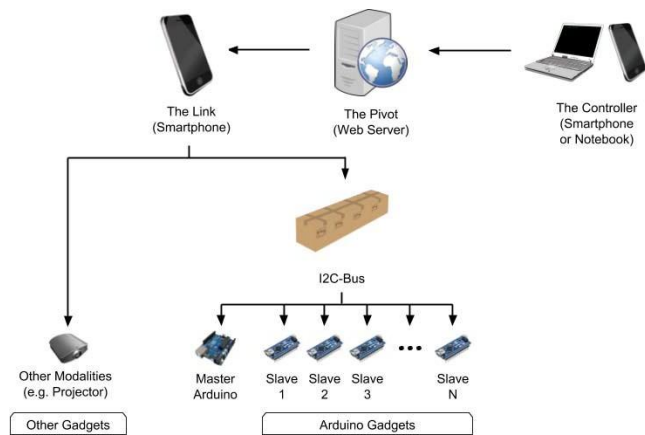 The Link
(Smartphone)
The Pivot
(Web Server)
The Controller
(Smartphone
or Notebook)
I2C-Bus
Other Modalities
(e.g. Projector)
Master
Arduino
Slave
1
Slave
2
Slave
3
Slave
N
Other Gadgets
Arduino Gadgets